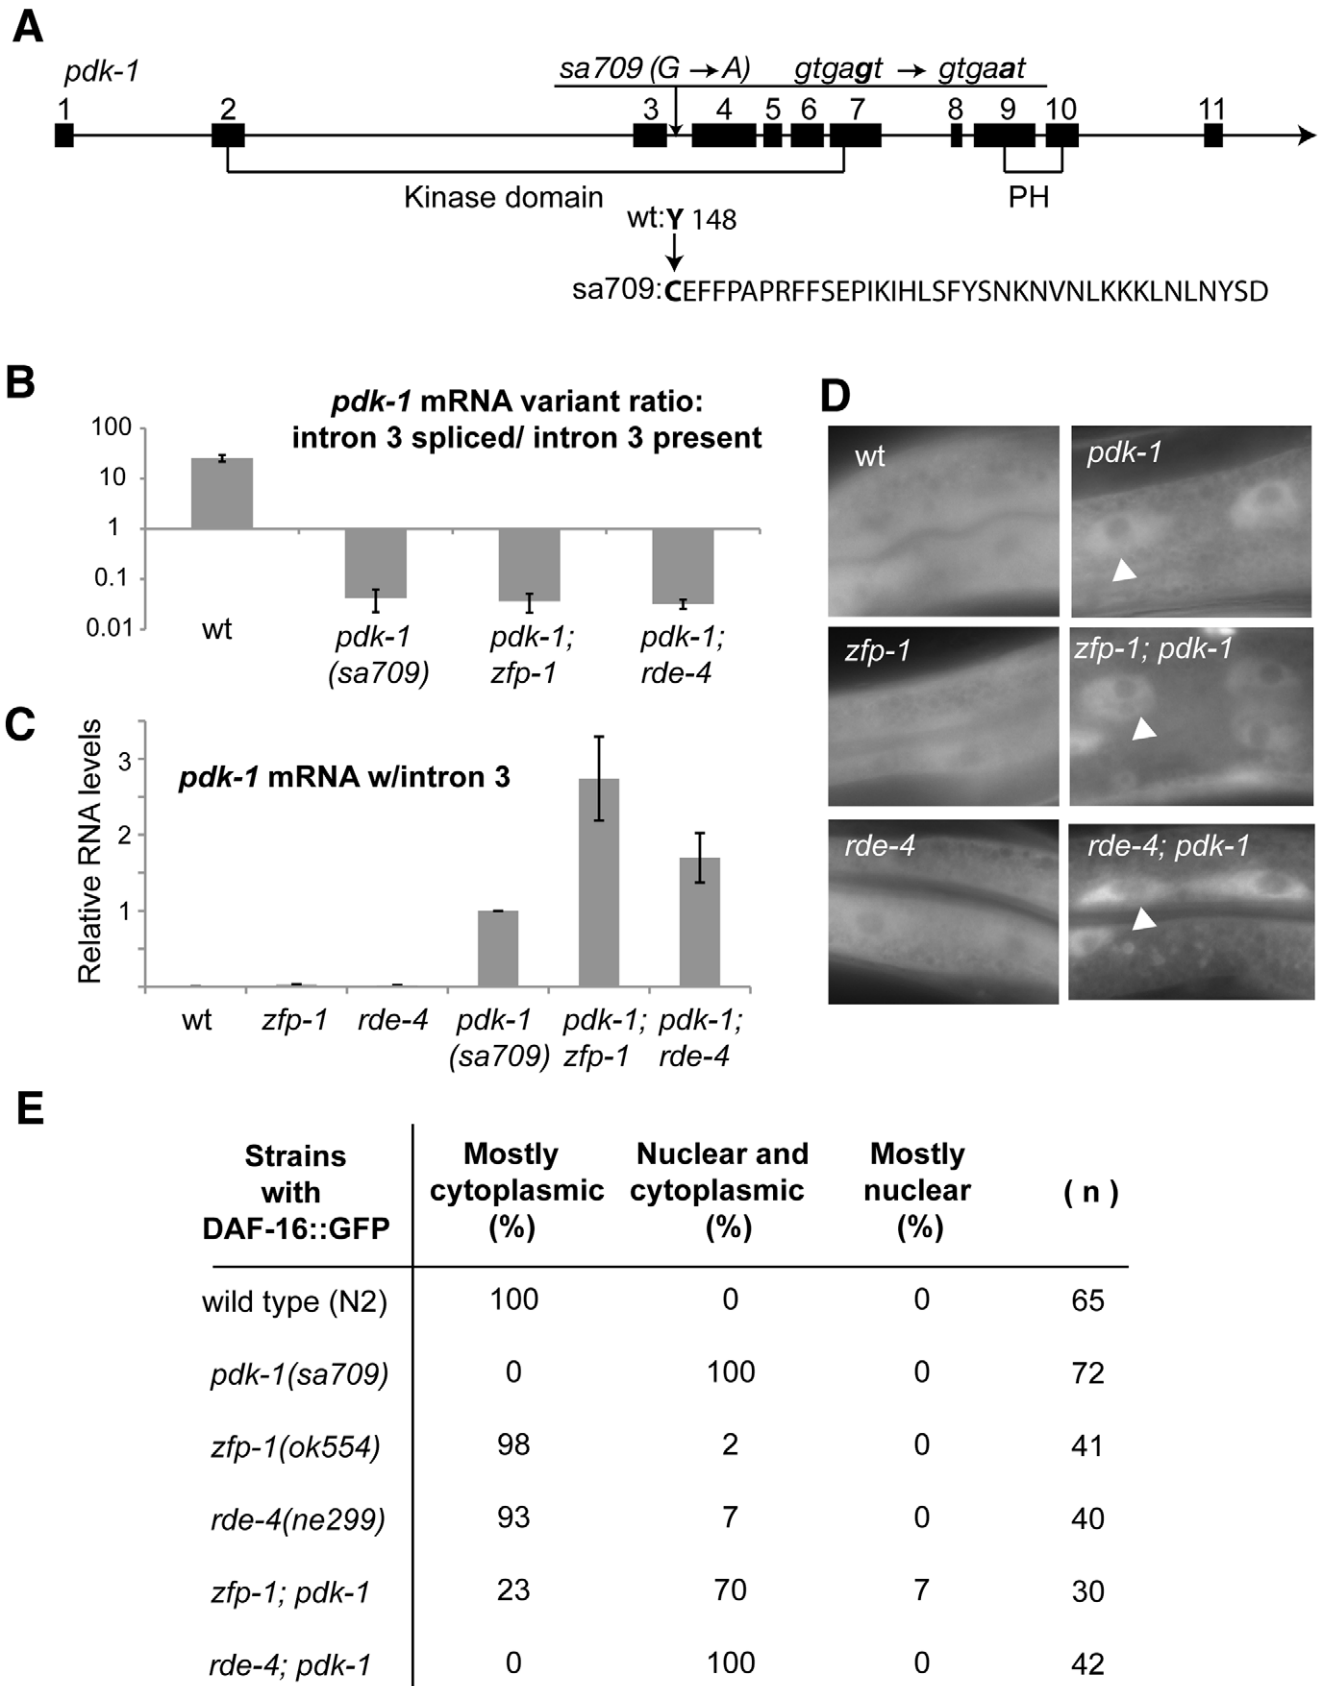 A
pdk-1
sa709 (G → A) gtgagt → gtgaat
1 2 3 4 5 6 7 8 9 10 11
Kinase domain
PH
wt:Y 148
sa709:CEFFPAPRFFSEPIKIHLSFYSNKNVNLKKKLNLNYSD
B
pdk-1 mRNA variant ratio:
intron 3 spliced/ intron 3 present
100
10
1
0.1
0.01
wt
pdk-1
(sa709)
pdk-1;
zfp-1
pdk-1;
rde-4
C
Relative RNA levels
pdk-1 mRNA w/intron 3
3
2
1
wt
zfp-1
rde-4
pdk-1
(sa709)
pdk-1;
zfp-1
pdk-1;
rde-4
D
wt
pdk-1
zfp-1
zfp-1; pdk-1
rde-4
rde-4; pdk-1
E
Strains
with
DAF-16::GFP
Mostly
cytoplasmic
(%)
Nuclear and
cytoplasmic
(%)
Mostly
nuclear
(%)
( n )
wild type (N2) 100 0 0 65
pdk-1(sa709) 0 100 0 72
zfp-1(ok554) 98 2 0 41
rde-4(ne299) 93 7 0 40
zfp-1; pdk-1 23 70 7 30
rde-4; pdk-1 0 100 0 42